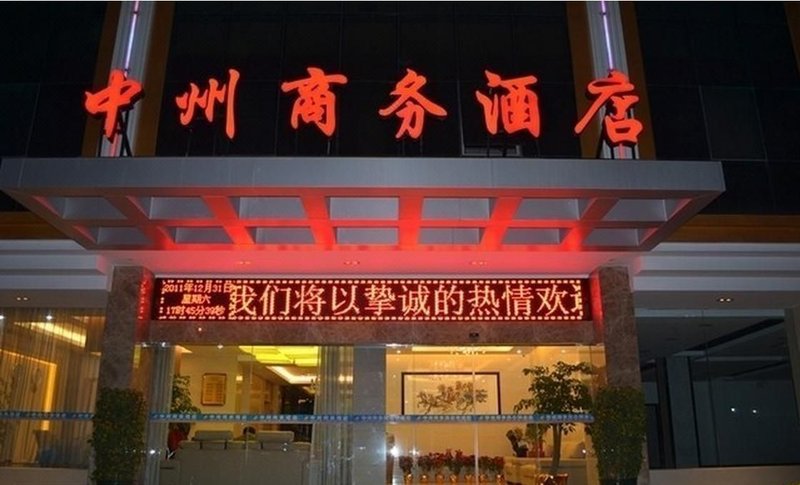 中州商务酒店
2011年12月31日
星期六
17时45分39秒
我们将以挚诚的热情欢